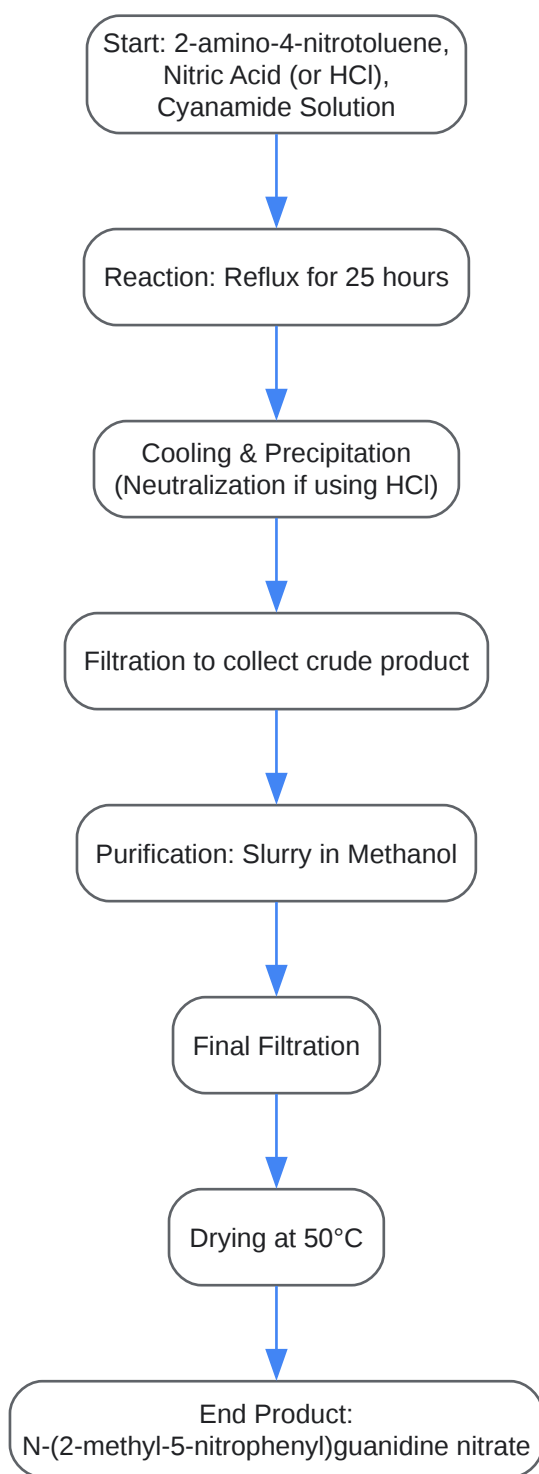 Start: 2-amino-4-nitrotoluene,
Nitric Acid (or HCl),
Cyanamide Solution
Reaction: Reflux for 25 hours
Cooling & Precipitation
(Neutralization if using HCl)
Filtration to collect crude product
Purification: Slurry in Methanol
Final Filtration
Drying at 50°C
End Product:
N-(2-methyl-5-nitrophenyl)guanidine nitrate